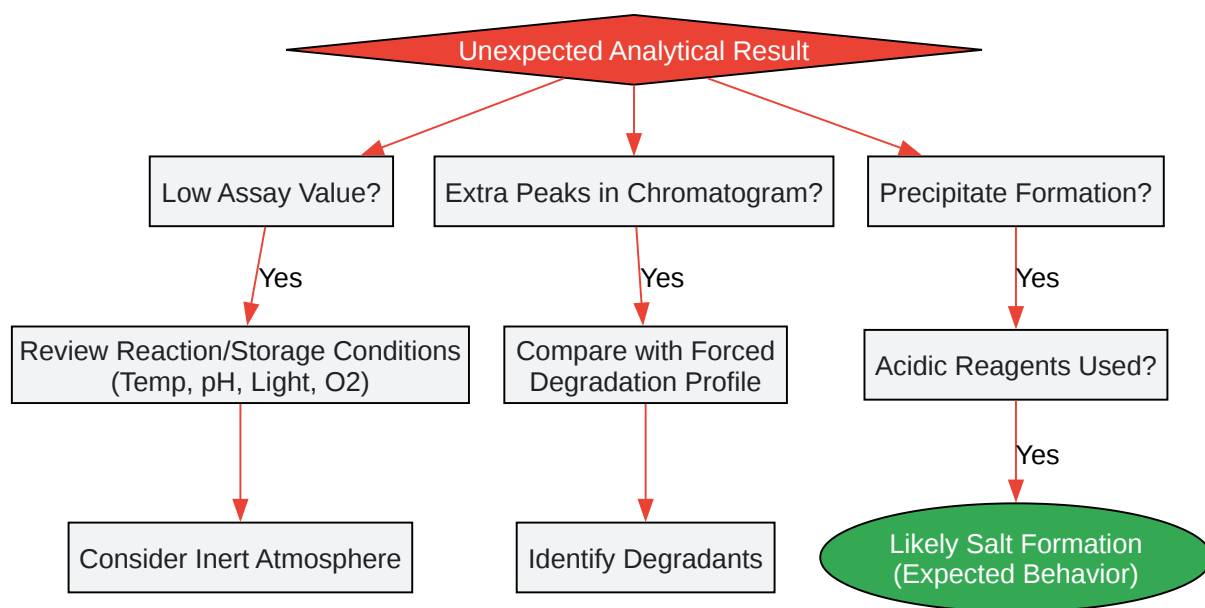 Unexpected Analytical Result
Low Assay Value?
Extra Peaks in Chromatogram?
Precipitate Formation?
Yes
Yes
Yes
Review Reaction/Storage Conditions
(Temp, pH, Light, O2)
Compare with Forced
Degradation Profile
Acidic Reagents Used?
Yes
Consider Inert Atmosphere
Identify Degradants
Likely Salt Formation
(Expected Behavior)